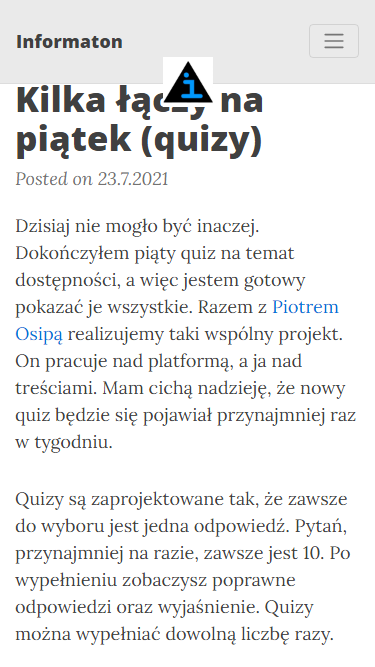 Informaton
i
Kilka łączy na
piątek (quizy)
Posted on 23.7.2021
Dzisiaj nie mogło być inaczej.
Dokończyłem piąty quiz na temat
dostępności, a więc jestem gotowy
pokazać je wszystkie. Razem z Piotrem
Osipą realizujemy taki wspólny projekt.
On pracuje nad platformą, a ja nad
treściami. Mam cichą nadzieję, że nowy
quiz będzie się pojawiał przynajmniej raz
w tygodniu.
Quizy są zaprojektowane tak, że zawsze
do wyboru jest jedna odpowiedź. Pytań,
przynajmniej na razie, zawsze jest 10. Po
wypełnieniu zobaczysz poprawne
odpowiedzi oraz wyjaśnienie. Quizy
można wypełniać dowolną liczbę razy.